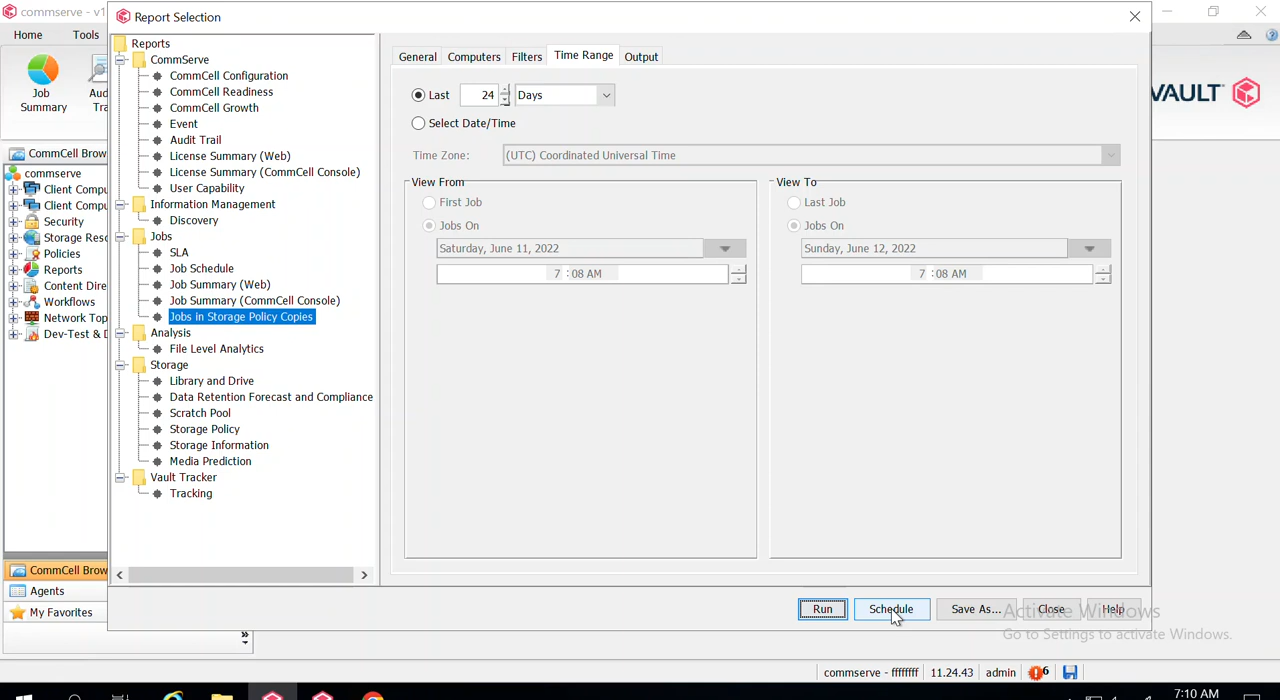 commserve - v1
Report Selection
Home Tools
Job
Summary
Aud
Tra
VAULT
CommCell Brow
commserve
Client Compu
Client Compu
Security
Storage Reso
Policies
Reports
Content Dire
Workflows
Network Top
Dev-Test & D
CommCell Brow
Agents
My Favorites
Reports
CommServe
CommCell Configuration
CommCell Readiness
CommCell Growth
Event
Audit Trail
License Summary (Web)
License Summary (CommCell Console)
User Capability
Information Management
Discovery
Jobs
SLA
Job Schedule
Job Summary (Web)
Job Summary (CommCell Console)
Jobs in Storage Policy Copies
Analysis
File Level Analytics
Storage
Library and Drive
Data Retention Forecast and Compliance
Scratch Pool
Storage Policy
Storage Information
Media Prediction
Vault Tracker
Tracking
General Computers Filters Time Range Output
Last 24 Days
Select Date/Time
Time Zone: (UTC) Coordinated Universal Time
View From
First Job
Jobs On
Saturday, June 11, 2022
7 :08 AM
View To
Last Job
Jobs On
Sunday, June 12, 2022
7 :08 AM
Run Schedule Save As... Close Help
Activate Windows
Go to Settings to activate Windows.
commserve - ffffffff 11.24.43 admin 6
7:10 AM